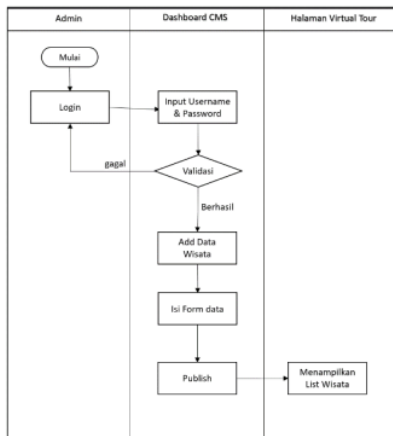 Admin
Dashboard CMS
Halaman Virtual Tour
Mulai
Login
Input Username
& Password
gagal
Validasi
Berhasil
Add Data
Wisata
Isi Form data
Publish
Menampilkan
List Wisata